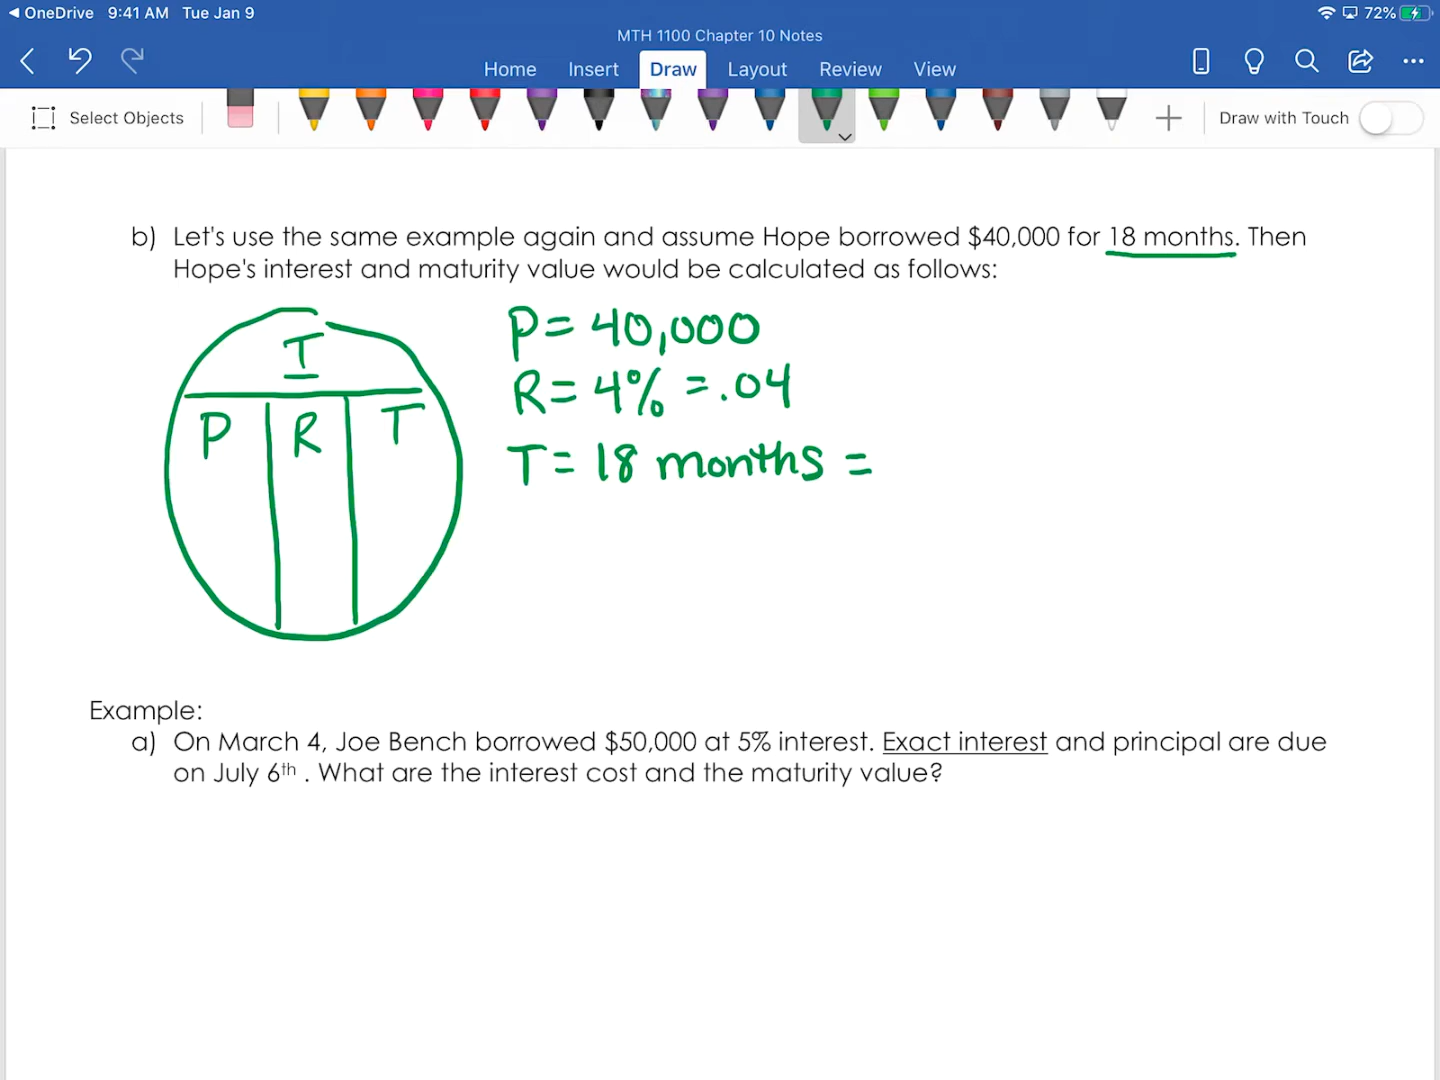 OneDrive 9:41 AM Tue Jan 9 72%
MTH 1100 Chapter 10 Notes
Home Insert Draw Layout Review View
Select Objects Draw with Touch
b) Let's use the same example again and assume Hope borrowed $40,000 for 18 months. Then
Hope's interest and maturity value would be calculated as follows:
I
P R T
P = 40,000
R = 4% = .04
T = 18 months =
Example:
a) On March 4, Joe Bench borrowed $50,000 at 5% interest. Exact interest and principal are due
on July 6th . What are the interest cost and the maturity value?